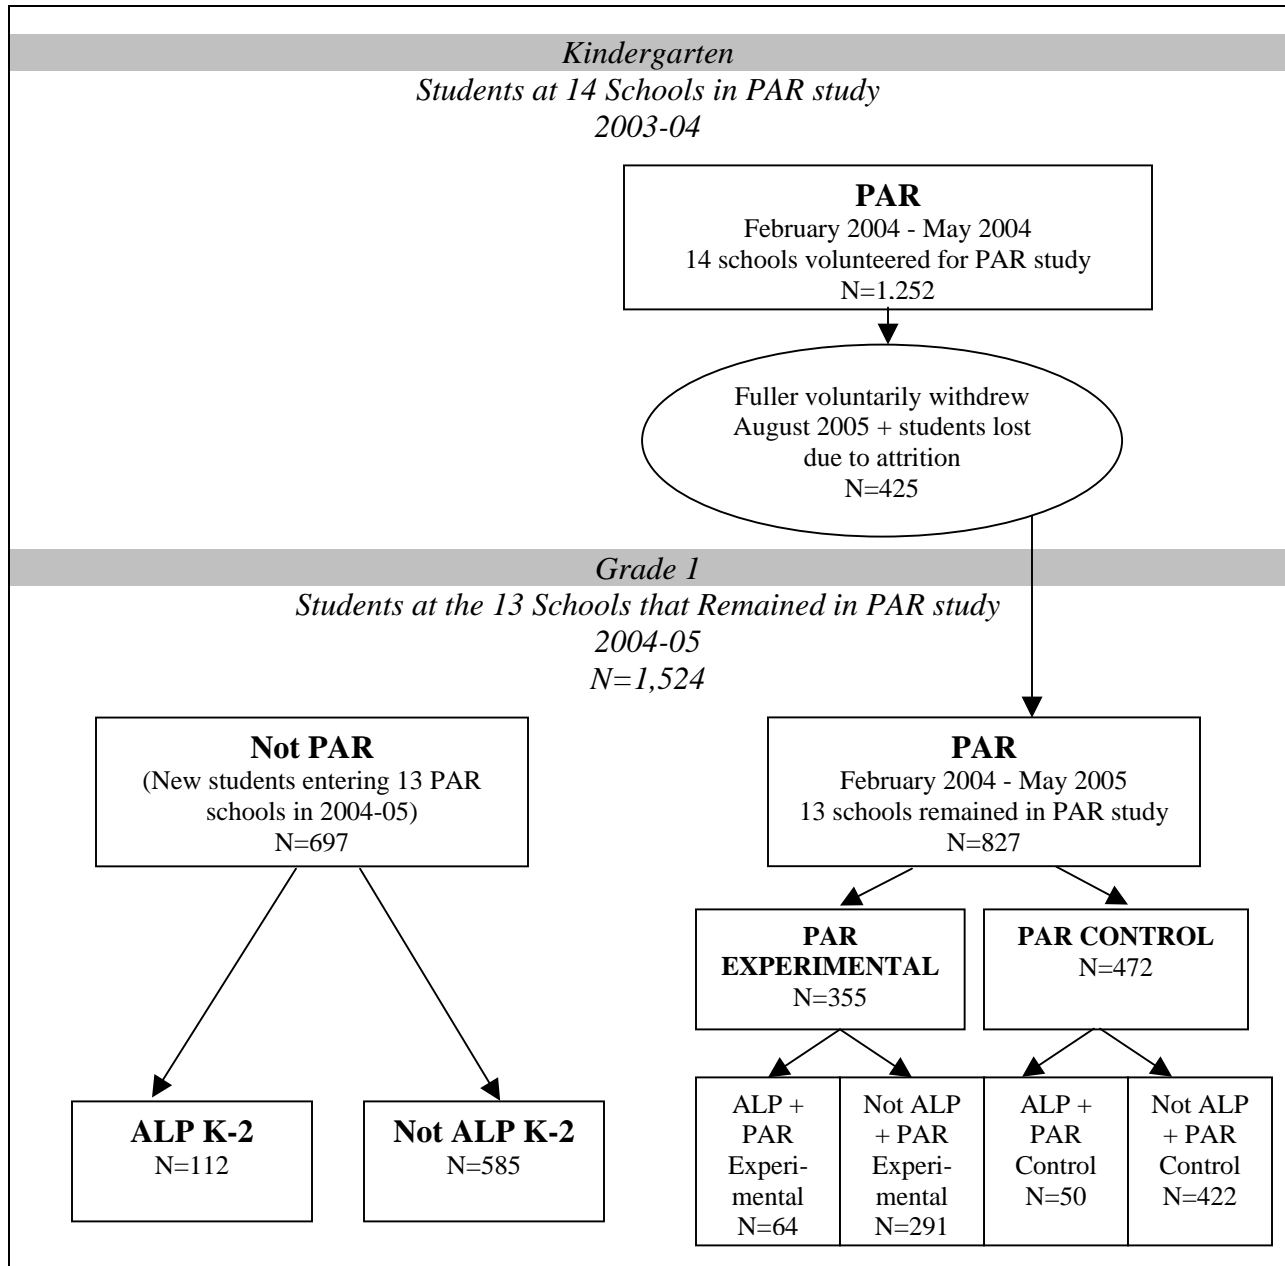 Kindergarten
Students at 14 Schools in PAR study
2003-04
PAR
February 2004 - May 2004
14 schools volunteered for PAR study
N=1,252
Fuller voluntarily withdrew
August 2005 + students lost
due to attrition
N=425
Grade 1
Students at the 13 Schools that Remained in PAR study
2004-05
N=1,524
Not PAR
(New students entering 13 PAR
schools in 2004-05)
N=697
PAR
February 2004 - May 2005
13 schools remained in PAR study
N=827
PAR
EXPERIMENTAL
N=355
PAR CONTROL
N=472
ALP K-2
N=112
Not ALP K-2
N=585
ALP +
PAR
Experi-
mental
N=64
Not ALP
+ PAR
Experi-
mental
N=291
ALP +
PAR
Control
N=50
Not ALP
+ PAR
Control
N=422